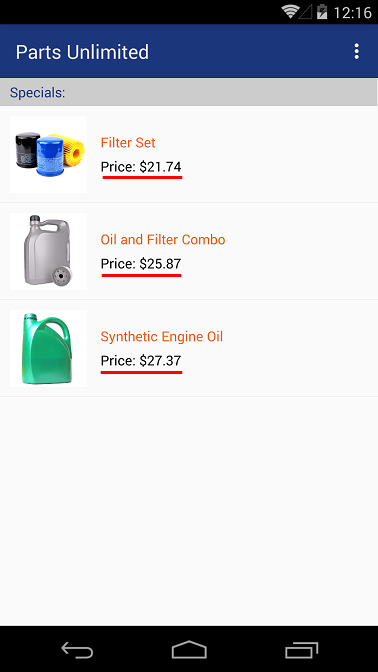 12:16
Parts Unlimited
Specials:
Filter Set
Price: $21.74
Oil and Filter Combo
Price: $25.87
Synthetic Engine Oil
Price: $27.37